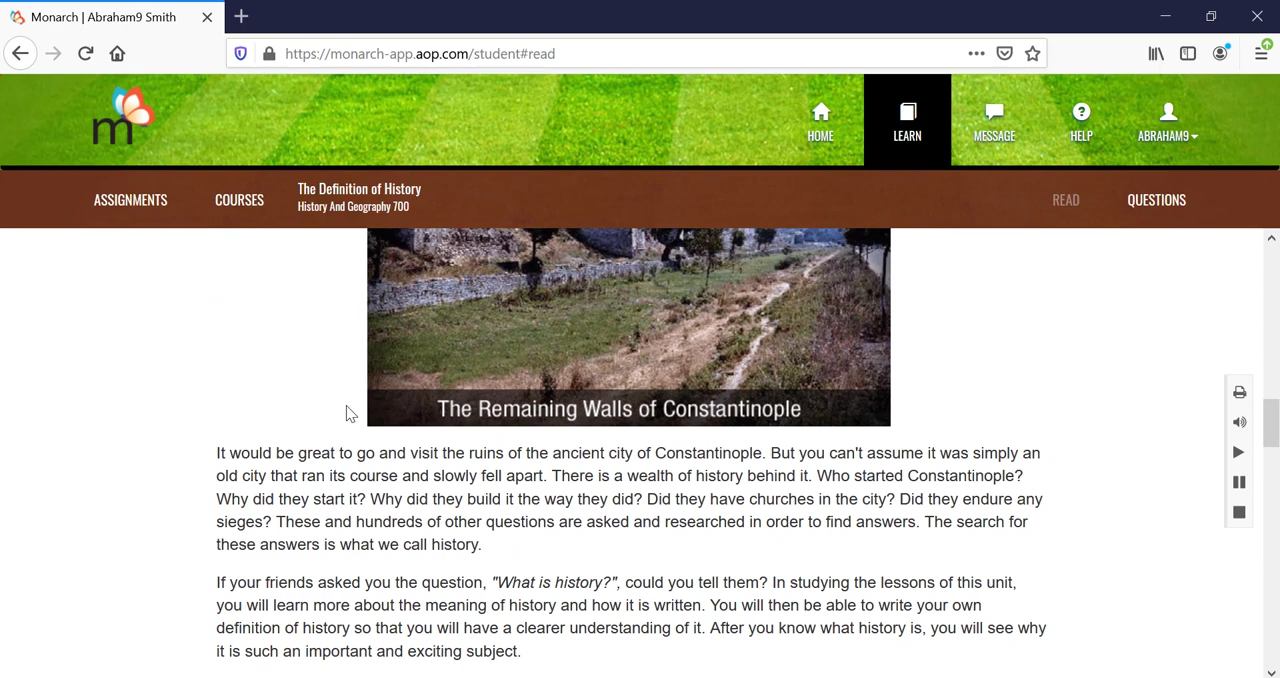 Monarch | Abraham9 Smith
https://monarch-app.aop.com/student#read
m
HOME
LEARN
MESSAGE
HELP
ABRAHAM9
ASSIGNMENTS
COURSES
The Definition of History
History And Geography 700
READ
QUESTIONS
The Remaining Walls of Constantinople
It would be great to go and visit the ruins of the ancient city of Constantinople. But you can't assume it was simply an
old city that ran its course and slowly fell apart. There is a wealth of history behind it. Who started Constantinople?
Why did they start it? Why did they build it the way they did? Did they have churches in the city? Did they endure any
sieges? These and hundreds of other questions are asked and researched in order to find answers. The search for
these answers is what we call history.
If your friends asked you the question, "What is history?", could you tell them? In studying the lessons of this unit,
you will learn more about the meaning of history and how it is written. You will then be able to write your own
definition of history so that you will have a clearer understanding of it. After you know what history is, you will see why
it is such an important and exciting subject.